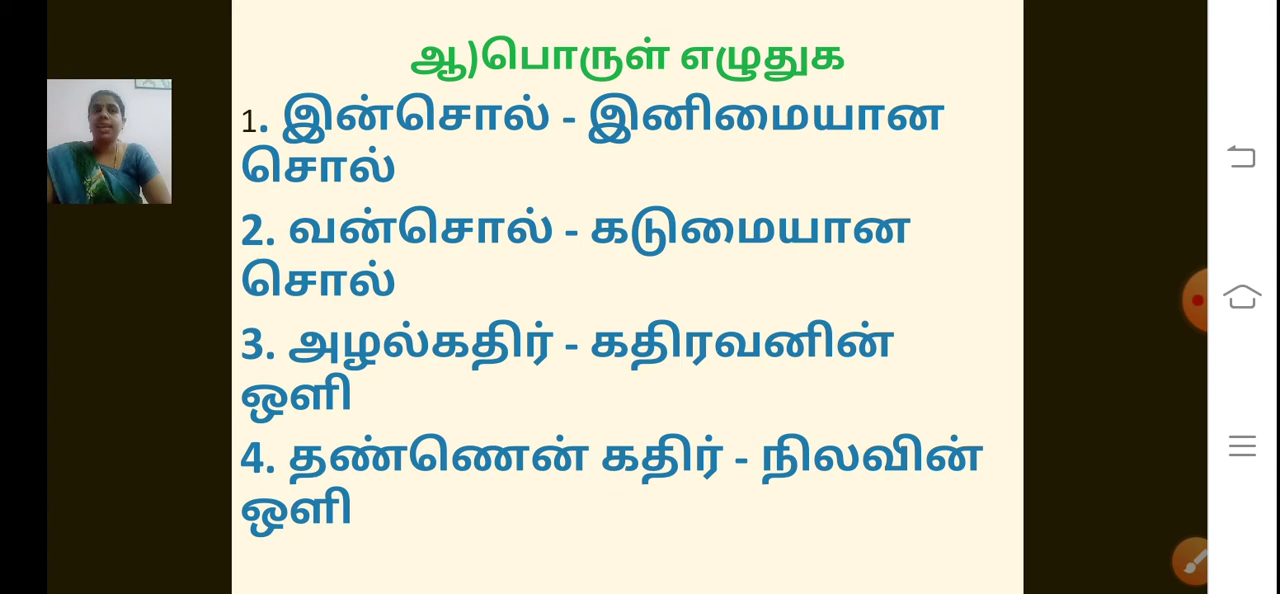 ஆ)பொருள் எழுதுக
1. இன்சொல் - இனிமையான
சொல்
2. வன்சொல் - கடுமையான
சொல்
3. அழல்கதிர் - கதிரவனின்
ஒளி
4. தண்ணென் கதிர் - நிலவின்
ஒளி